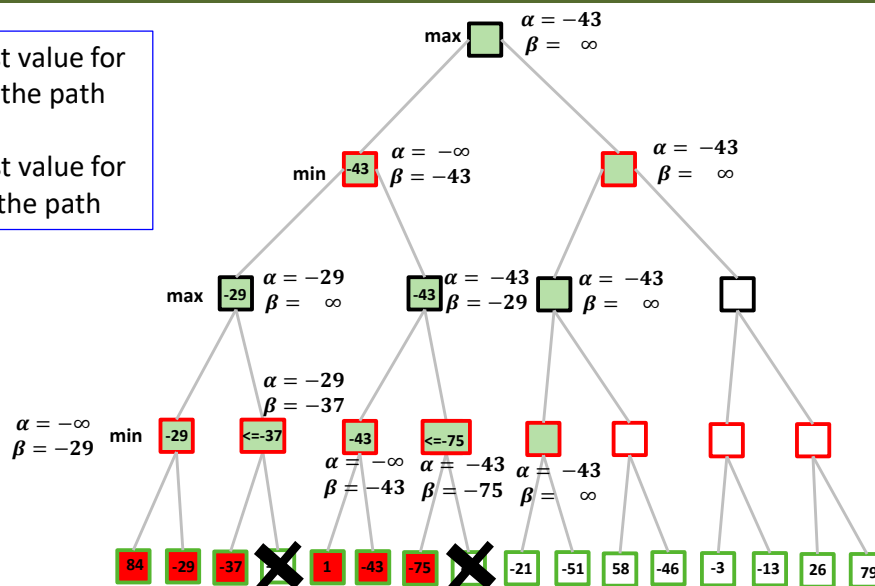 st value for
the path
st value for
the path
max
α = −43
β = ∞
min
-43
α = −∞
β = −43
α = −43
β = ∞
max
-29
α = −29
β = ∞
-43
α = −43
β = −29
α = −43
β = ∞
α = −29
β = −37
α = −∞
β = −29
min
-29
<=-37
-43
<=-75
α = −∞
β = −43
α = −43
β = −75
α = −43
β = ∞
84 -29 -37 1 -43 -75 -21 -51 58 -46 -3 -13 26 79